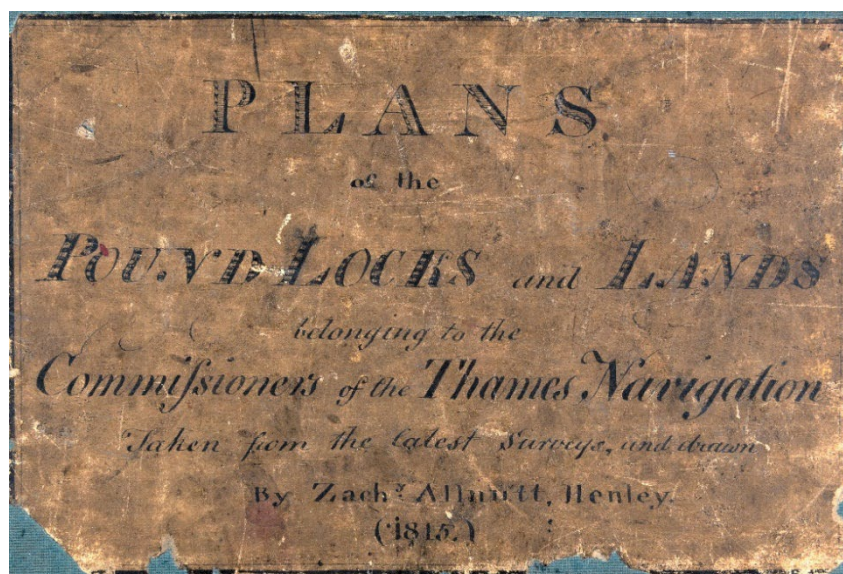 PLANS
of the
POUND LOCKS and LANDS
belonging to the
Commiſsioners of the Thames Navigation
Taken from the latest Surveys, and drawn
By Zachy. Allnutt, Henley.
(1815.)